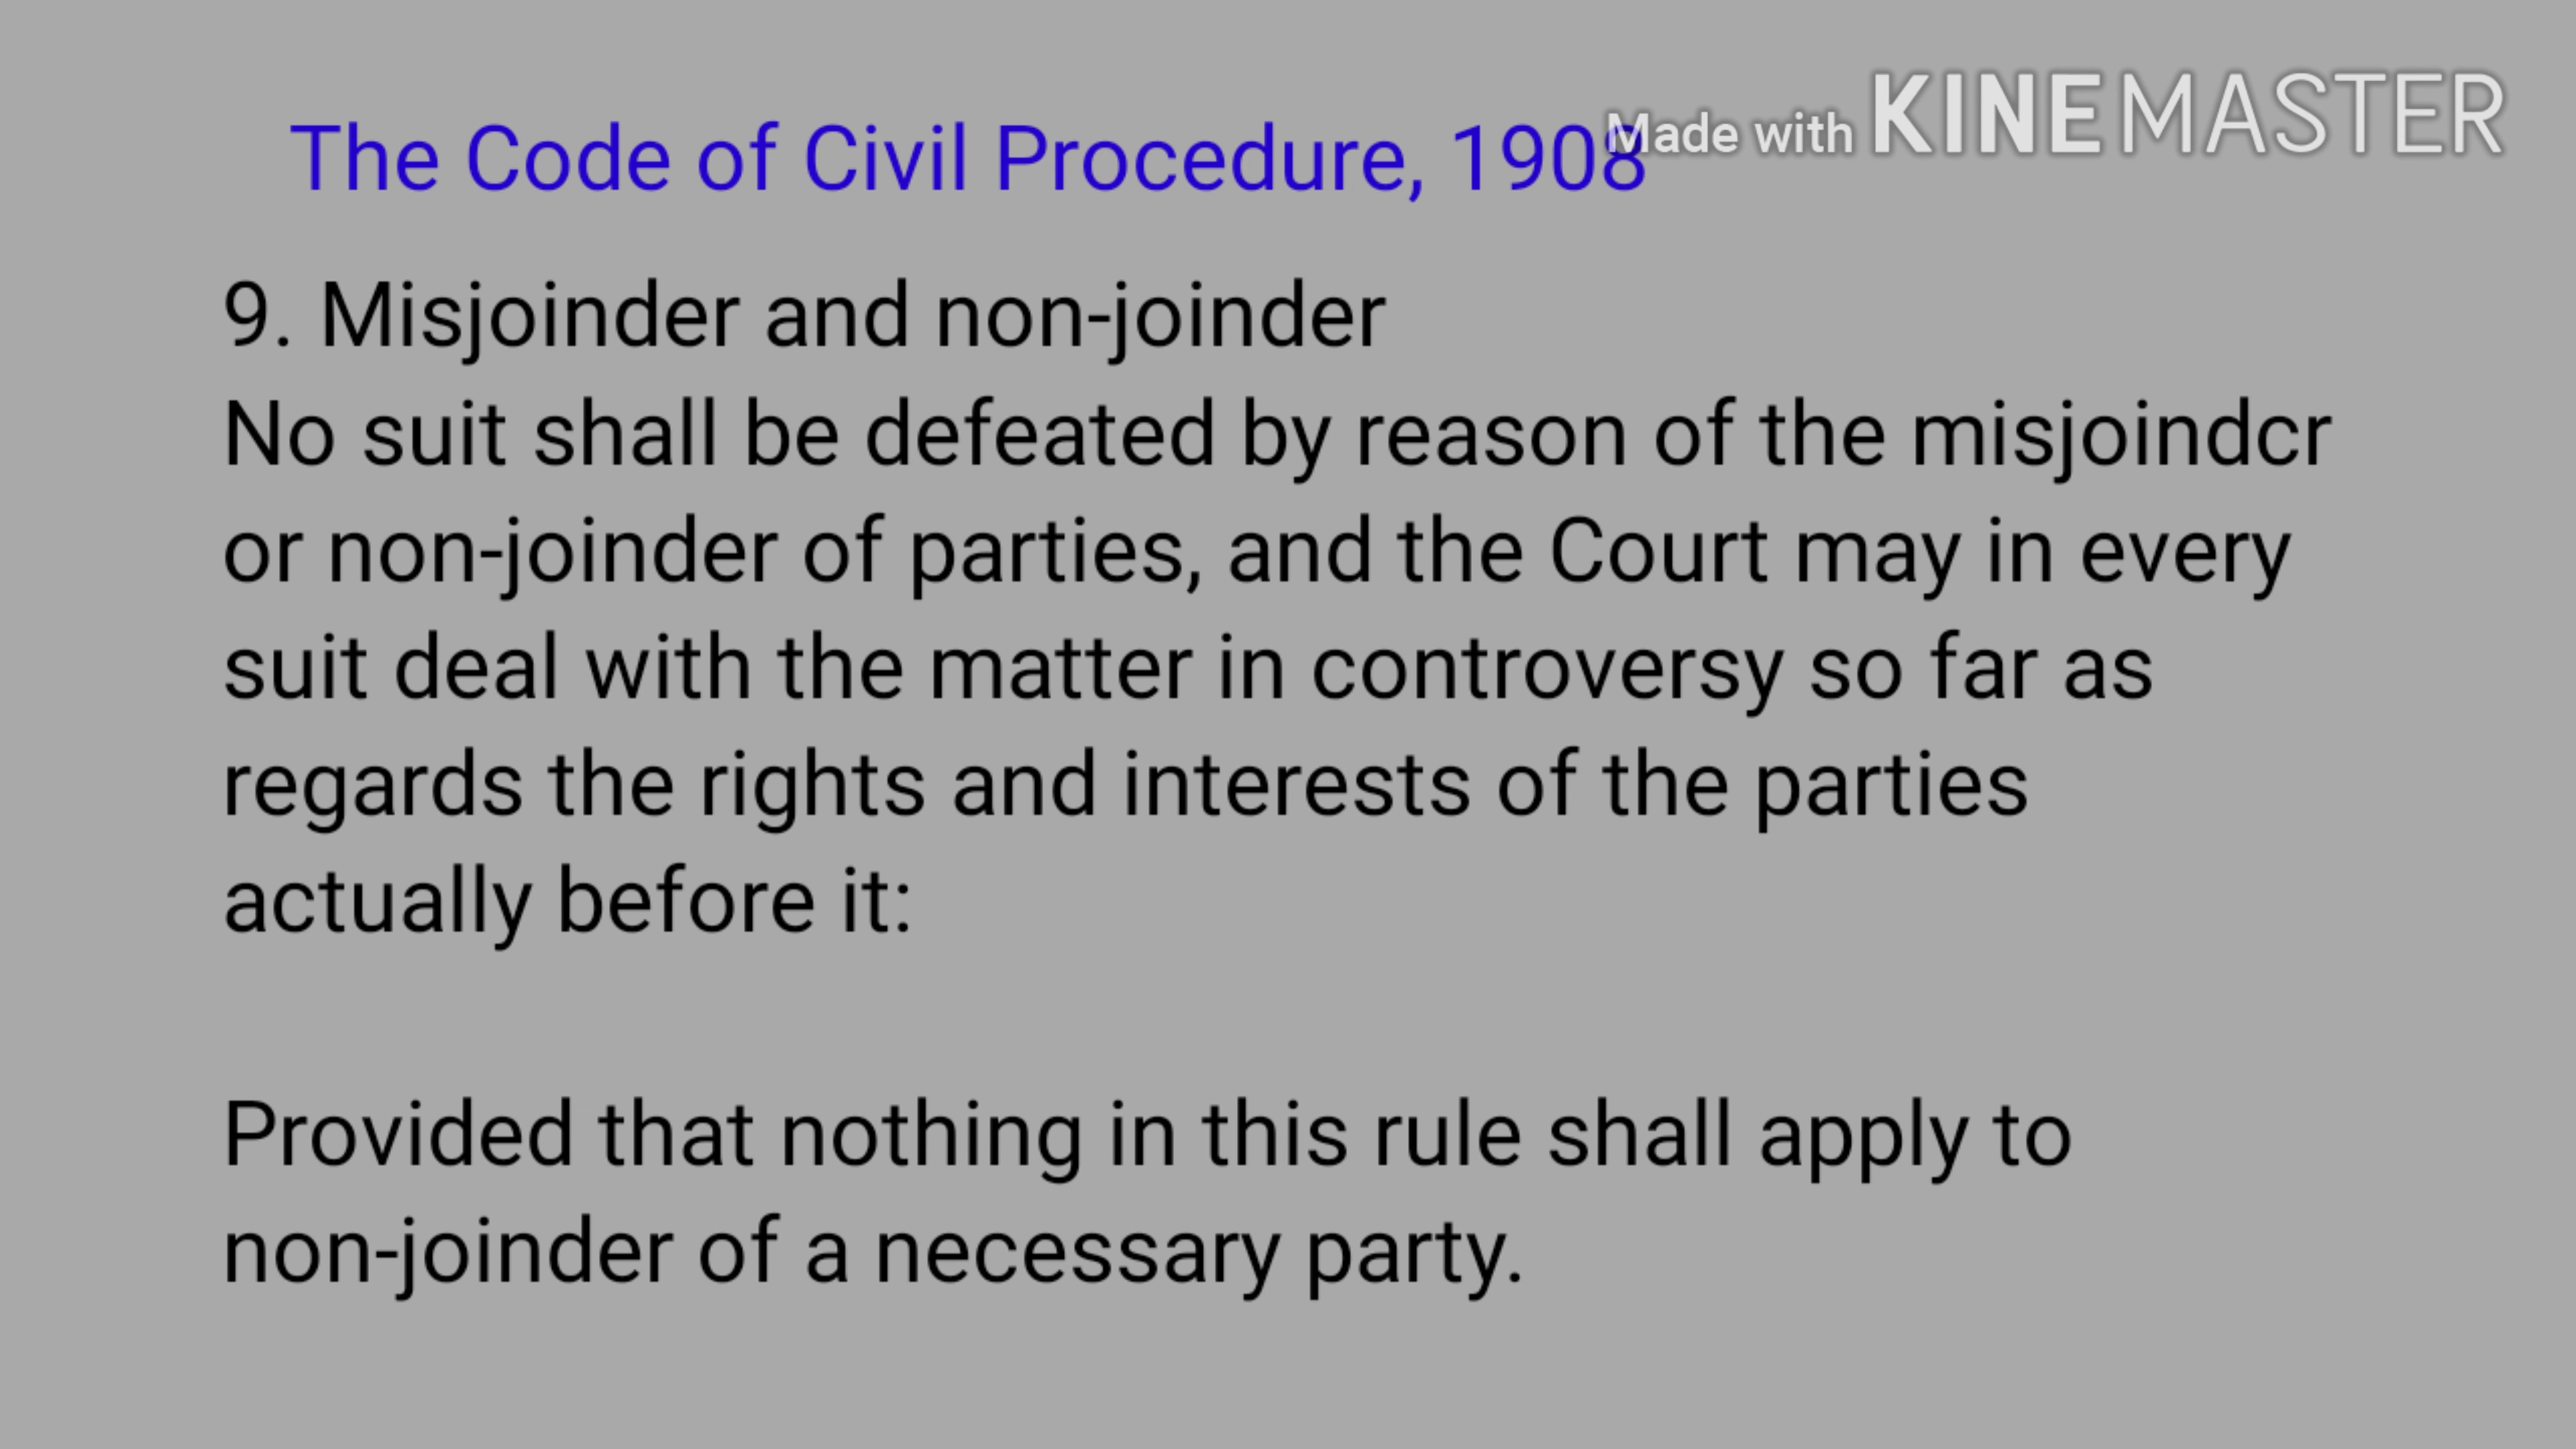 The Code of Civil Procedure, 1908
Made with KINEMASTER
9. Misjoinder and non-joinder
No suit shall be defeated by reason of the misjoindcr
or non-joinder of parties, and the Court may in every
suit deal with the matter in controversy so far as
regards the rights and interests of the parties
actually before it:
Provided that nothing in this rule shall apply to
non-joinder of a necessary party.